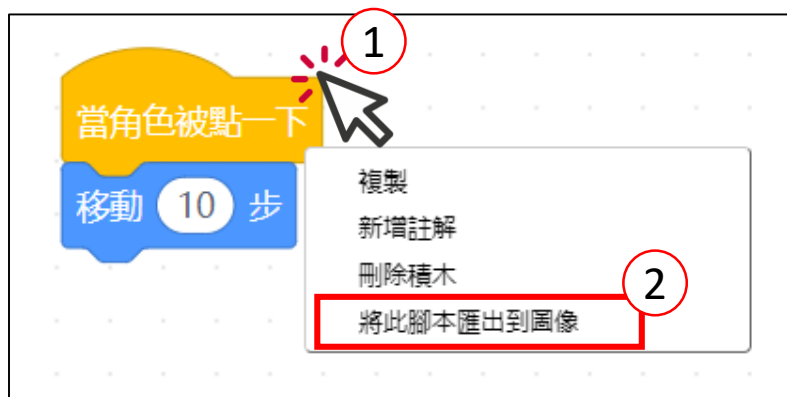 1
當角色被點一下
移動 10 步
複製
新增註解
刪除積木
2
將此腳本匯出到圖像